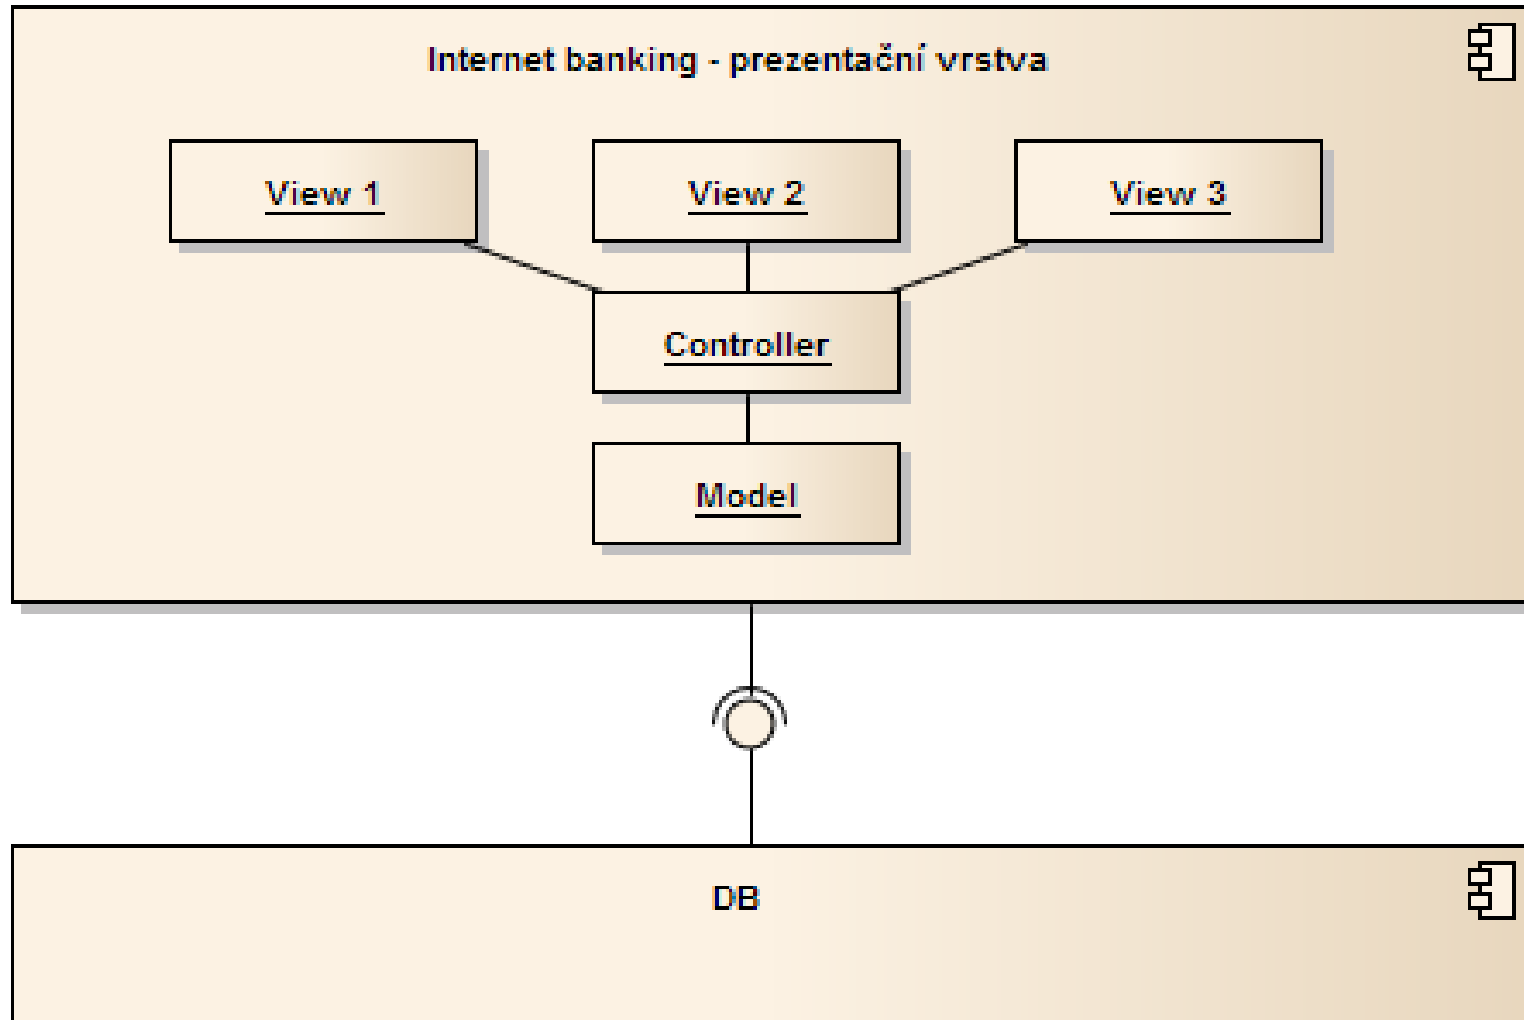 Internet banking - prezentační vrstva
View 1
View 2
View 3
Controller
Model
DB